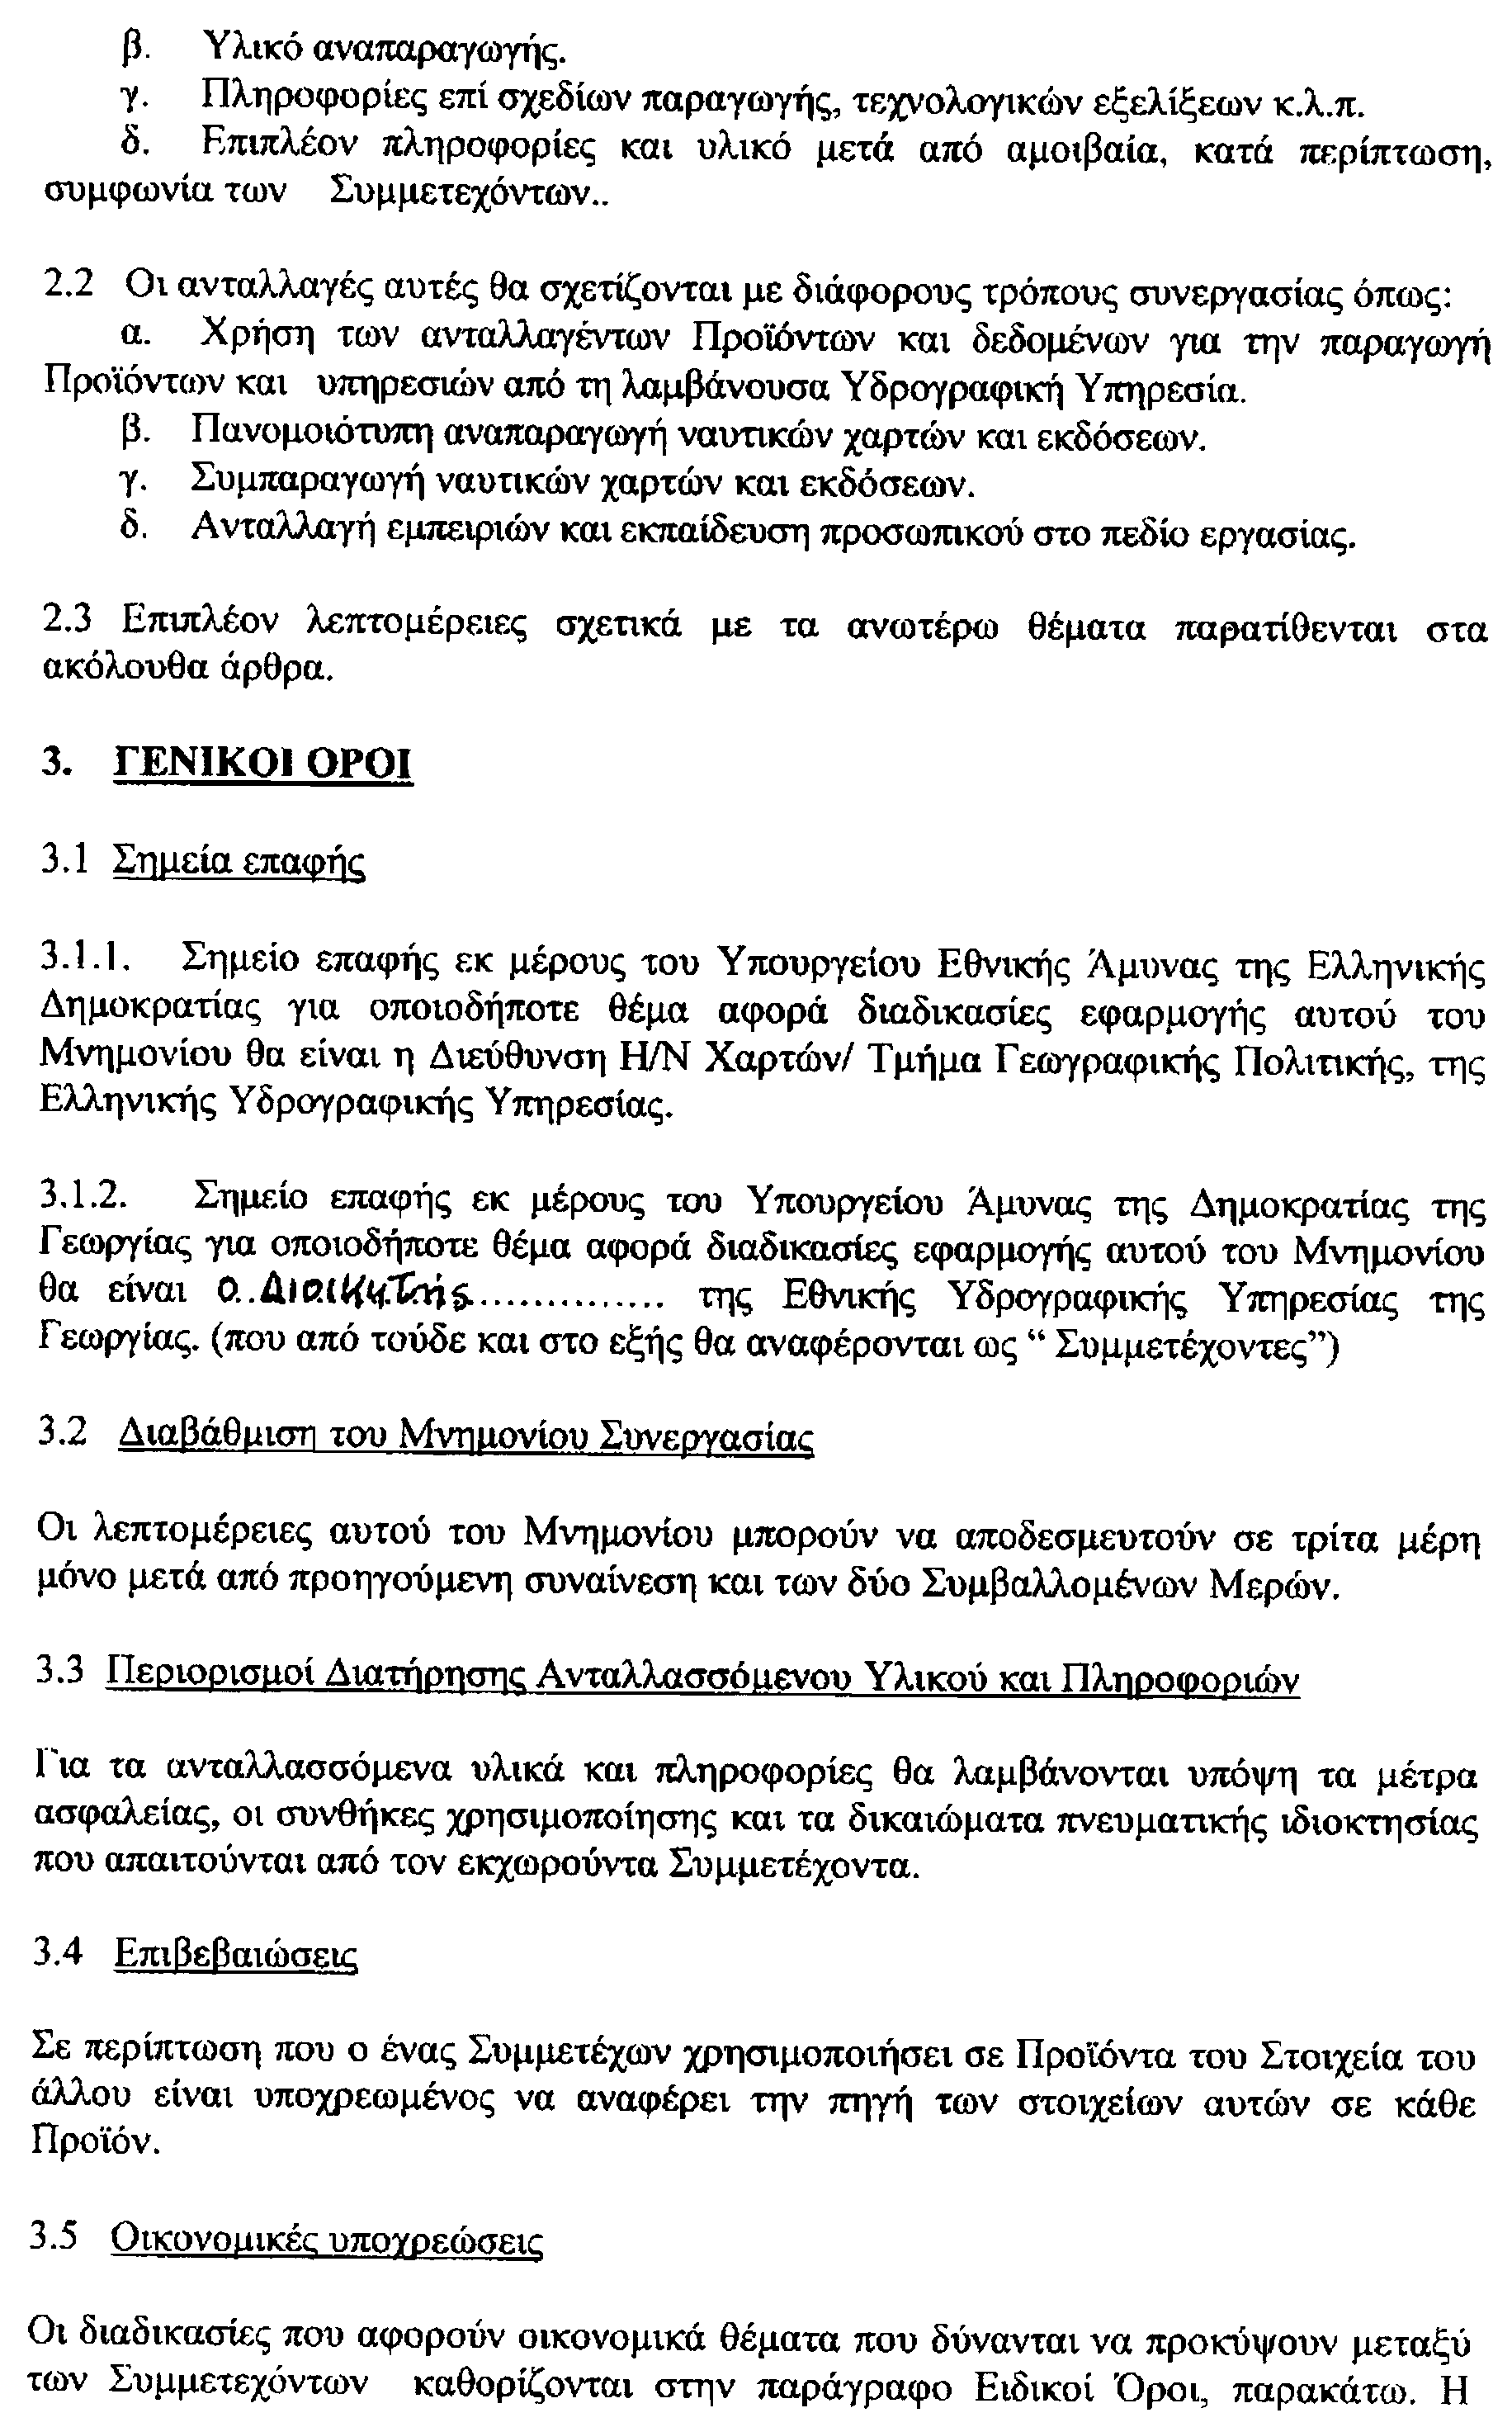 β. Υλικό αναπαραγωγής.
γ. Πληροφορίες επί σχεδίων παραγωγής, τεχνολογικών εξελίξεων κ.λ.π.
δ. Επιπλέον πληροφορίες και υλικό μετά από αμοιβαία, κατά περίπτωση,
συμφωνία των Συμμετεχόντων..
2.2 Οι ανταλλαγές αυτές θα σχετίζονται με διάφορους τρόπους συνεργασίας όπως:
α. Χρήση των ανταλλαγέντων Προϊόντων και δεδομένων για την παραγωγή
Προϊόντων και υπηρεσιών από τη λαμβάνουσα Υδρογραφική Υπηρεσία.
β. Πανομοιότυπη αναπαραγωγή ναυτικών χαρτών και εκδόσεων.
γ. Συμπαραγωγή ναυτικών χαρτών και εκδόσεων.
δ. Ανταλλαγή εμπειριών και εκπαίδευση προσωπικού στο πεδίο εργασίας.
2.3 Επιπλέον λεπτομέρειες σχετικά με τα ανωτέρω θέματα παρατίθενται στα
ακόλουθα άρθρα.
3. ΓΕΝΙΚΟΙ ΟΡΟΙ
3.1 Σημεία επαφής
3.1.1. Σημείο επαφής εκ μέρους του Υπουργείου Εθνικής Άμυνας της Ελληνικής
Δημοκρατίας για οποιοδήποτε θέμα αφορά διαδικασίες εφαρμογής αυτού του
Μνημονίου θα είναι η Διεύθυνση Η/Ν Χαρτών/ Τμήμα Γεωγραφικής Πολιτικής, της
Ελληνικής Υδρογραφικής Υπηρεσίας.
3.1.2. Σημείο επαφής εκ μέρους του Υπουργείου Άμυνας της Δημοκρατίας της
Γεωργίας για οποιοδήποτε θέμα αφορά διαδικασίες εφαρμογής αυτού του Μνημονίου
θα είναι ο..Διοικητής................ της Εθνικής Υδρογραφικής Υπηρεσίας της
Γεωργίας. (που από τούδε και στο εξής θα αναφέρονται ως “ Συμμετέχοντες”)
3.2 Διαβάθμιση του Μνημονίου Συνεργασίας
Οι λεπτομέρειες αυτού του Μνημονίου μπορούν να αποδεσμευτούν σε τρίτα μέρη
μόνο μετά από προηγούμενη συναίνεση και των δύο Συμβαλλομένων Μερών.
3.3 Περιορισμοί Διατήρησης Ανταλλασσόμενου Υλικού και Πληροφοριών
Για τα ανταλλασσόμενα υλικά και πληροφορίες θα λαμβάνονται υπόψη τα μέτρα
ασφαλείας, οι συνθήκες χρησιμοποίησης και τα δικαιώματα πνευματικής ιδιοκτησίας
που απαιτούνται από τον εκχωρούντα Συμμετέχοντα.
3.4 Επιβεβαιώσεις
Σε περίπτωση που ο ένας Συμμετέχων χρησιμοποιήσει σε Προϊόντα του Στοιχεία του
άλλου είναι υποχρεωμένος να αναφέρει την πηγή των στοιχείων αυτών σε κάθε
Προϊόν.
3.5 Οικονομικές υποχρεώσεις
Οι διαδικασίες που αφορούν οικονομικά θέματα που δύνανται να προκύψουν μεταξύ
των Συμμετεχόντων καθορίζονται στην παράγραφο Ειδικοί Όροι, παρακάτω. Η